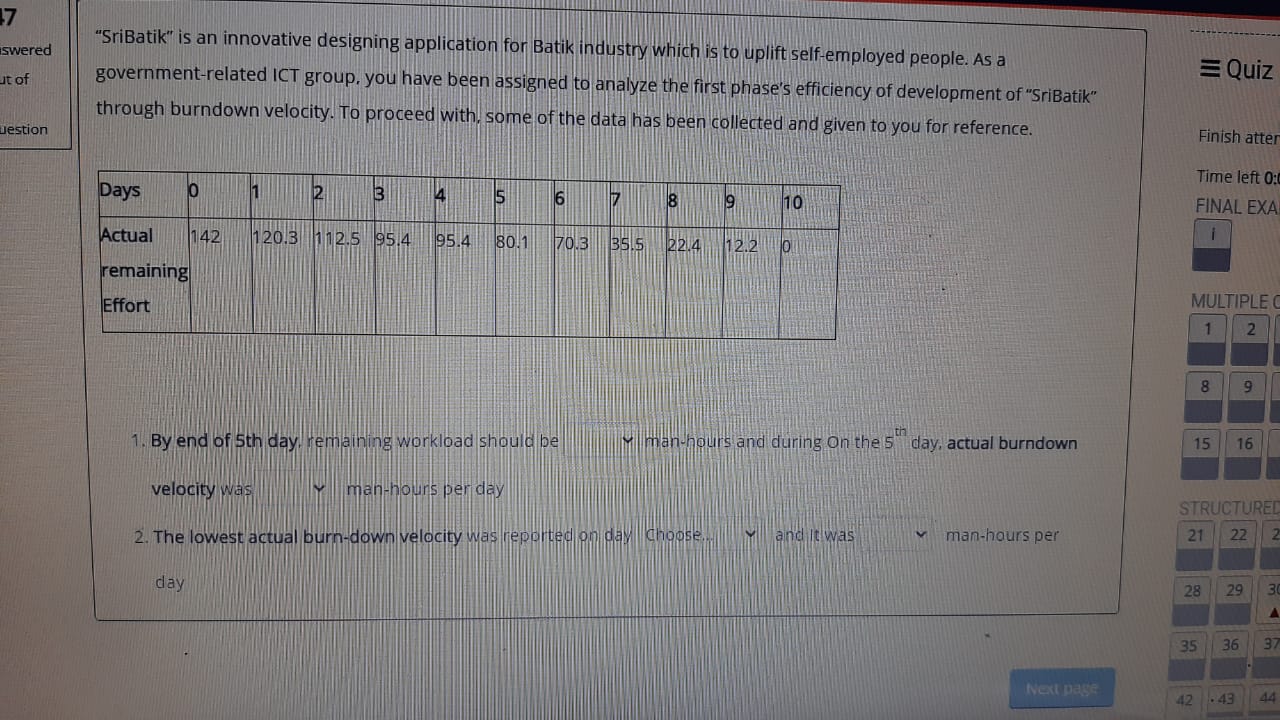 47
swered
ut of
uestion
"SriBatik" is an innovative designing application for Batik industry which is to uplift self-employed people. As a
government-related ICT group, you have been assigned to analyze the first phase's efficiency of development of "SriBatik"
through burndown velocity. To proceed with, some of the data has been collected and given to you for reference.
Days 0 1 2 3 4 5 6 7 8 9 10
Actual 142 120.3 112.5 95.4 95.4 80.1 70.3 35.5 22.4 12.2 0
remaining
Effort
1. By end of 5th day, remaining workload should be man-hours and during On the 5th day, actual burndown
velocity was man-hours per day
2. The lowest actual burn-down velocity was reported on day Choose... and it was man-hours per
day
Next page
Quiz
Finish atter
Time left 0:
FINAL EXA
i
MULTIPLE C
1 2
8 9
15 16
STRUCTURED
21 22 2
28 29 30
35 36 37
42 43 44